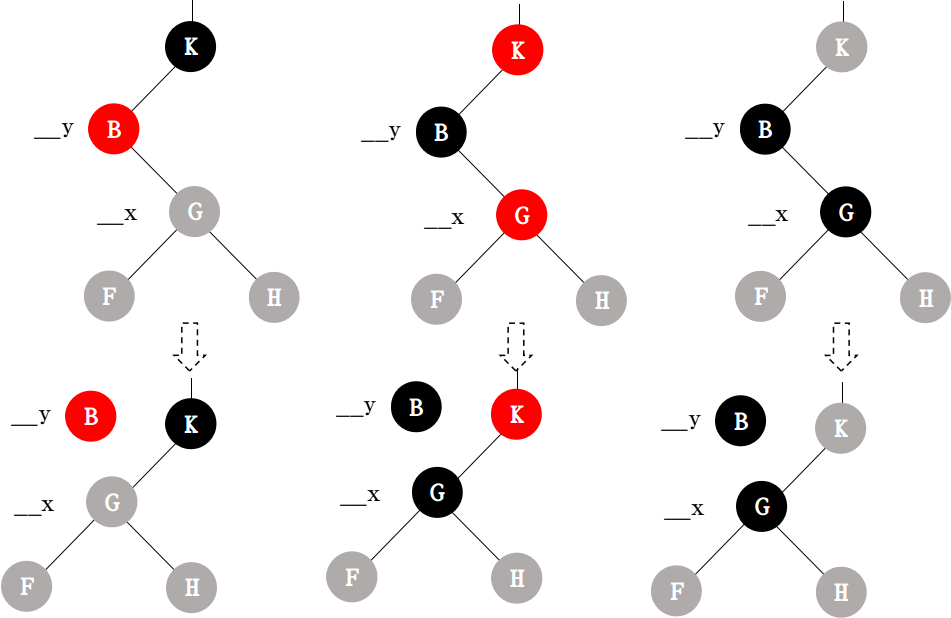 K K K
__y B __y B __y B
__x G __x G __x G
F H F H F H
__y B K __y B K __y B K
__x G __x G __x G
F H F H F H